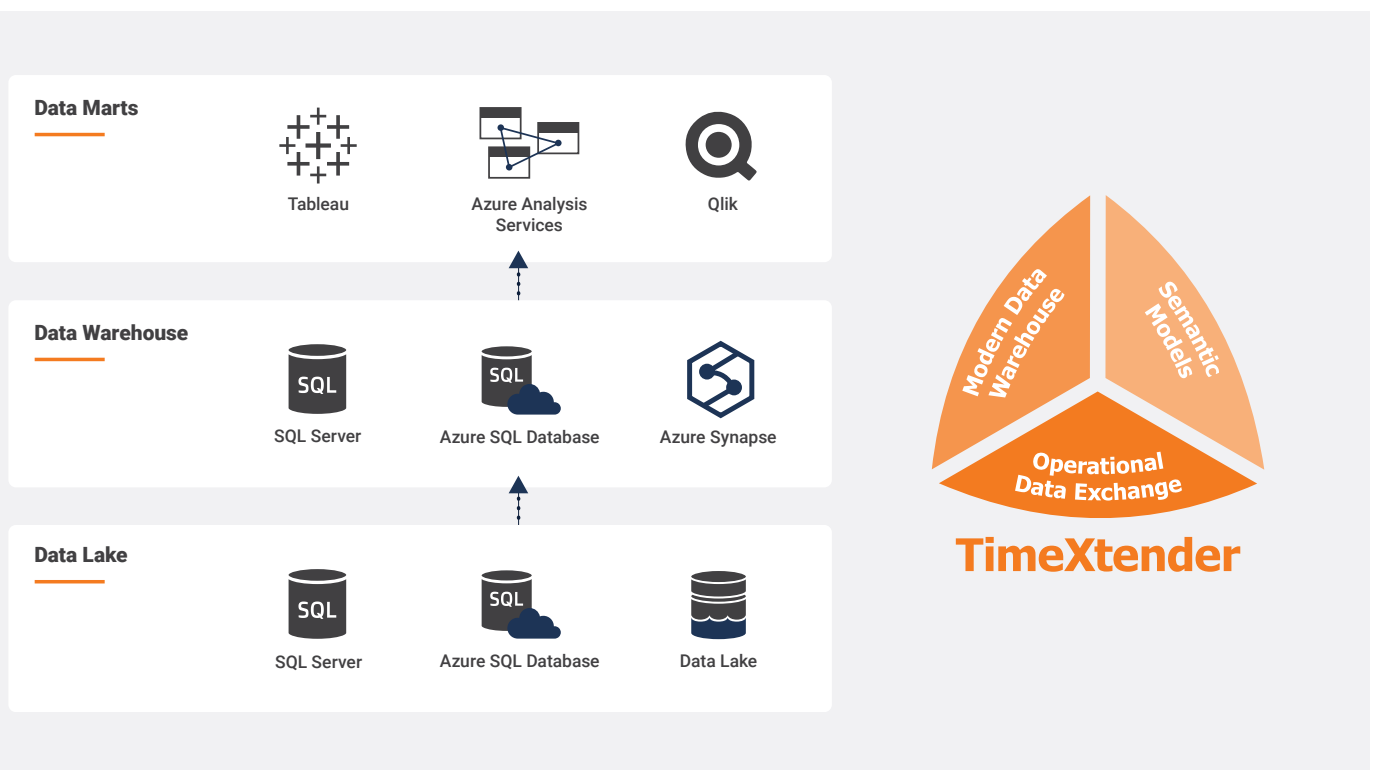 Data Marts
Tableau
Azure Analysis
Services
Qlik
Data Warehouse
SQL
SQL
SQL Server
Azure SQL Database
Azure Synapse
Data Lake
SQL
SQL
SQL Server
Azure SQL Database
Data Lake
Modern Data
Warehouse
Semantic
Models
Operational
Data Exchange
TimeXtender